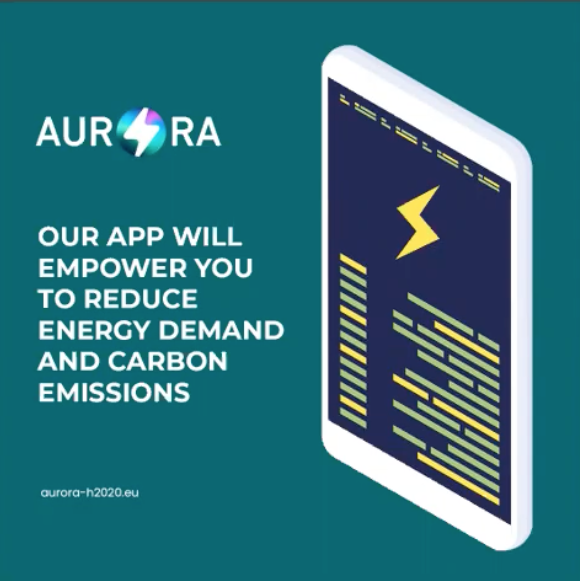 AURORA
OUR APP WILL
EMPOWER YOU
TO REDUCE
ENERGY DEMAND
AND CARBON
EMISSIONS
aurora-h2020.eu